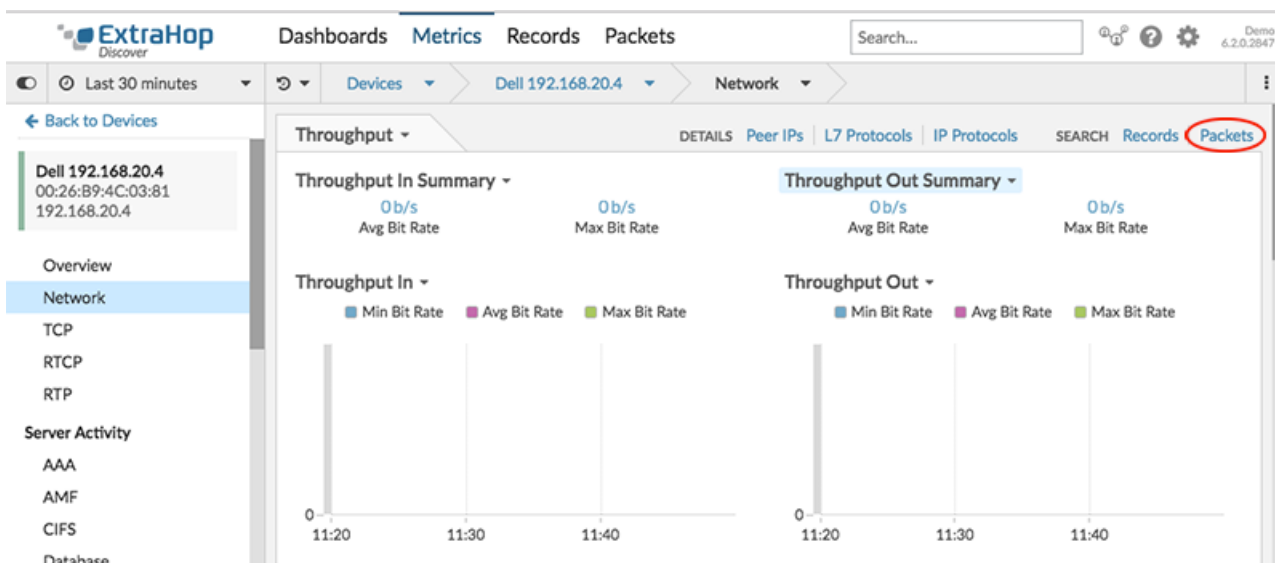 ExtraHop
Discover
Dashboards Metrics Records Packets
Search...
Demo
6.2.0.2847
Last 30 minutes
Devices Dell 192.168.20.4 Network
Back to Devices
Dell 192.168.20.4
00:26:B9:4C:03:81
192.168.20.4
Overview
Network
TCP
RTCP
RTP
Server Activity
AAA
AMF
CIFS
Database
Throughput
DETAILS Peer IPs L7 Protocols IP Protocols SEARCH Records Packets
Throughput In Summary
0 b/s 0 b/s
Avg Bit Rate Max Bit Rate
Throughput Out Summary
0 b/s 0 b/s
Avg Bit Rate Max Bit Rate
Throughput In
Min Bit Rate Avg Bit Rate Max Bit Rate
0
11:20 11:30 11:40
Throughput Out
Min Bit Rate Avg Bit Rate Max Bit Rate
0
11:20 11:30 11:40